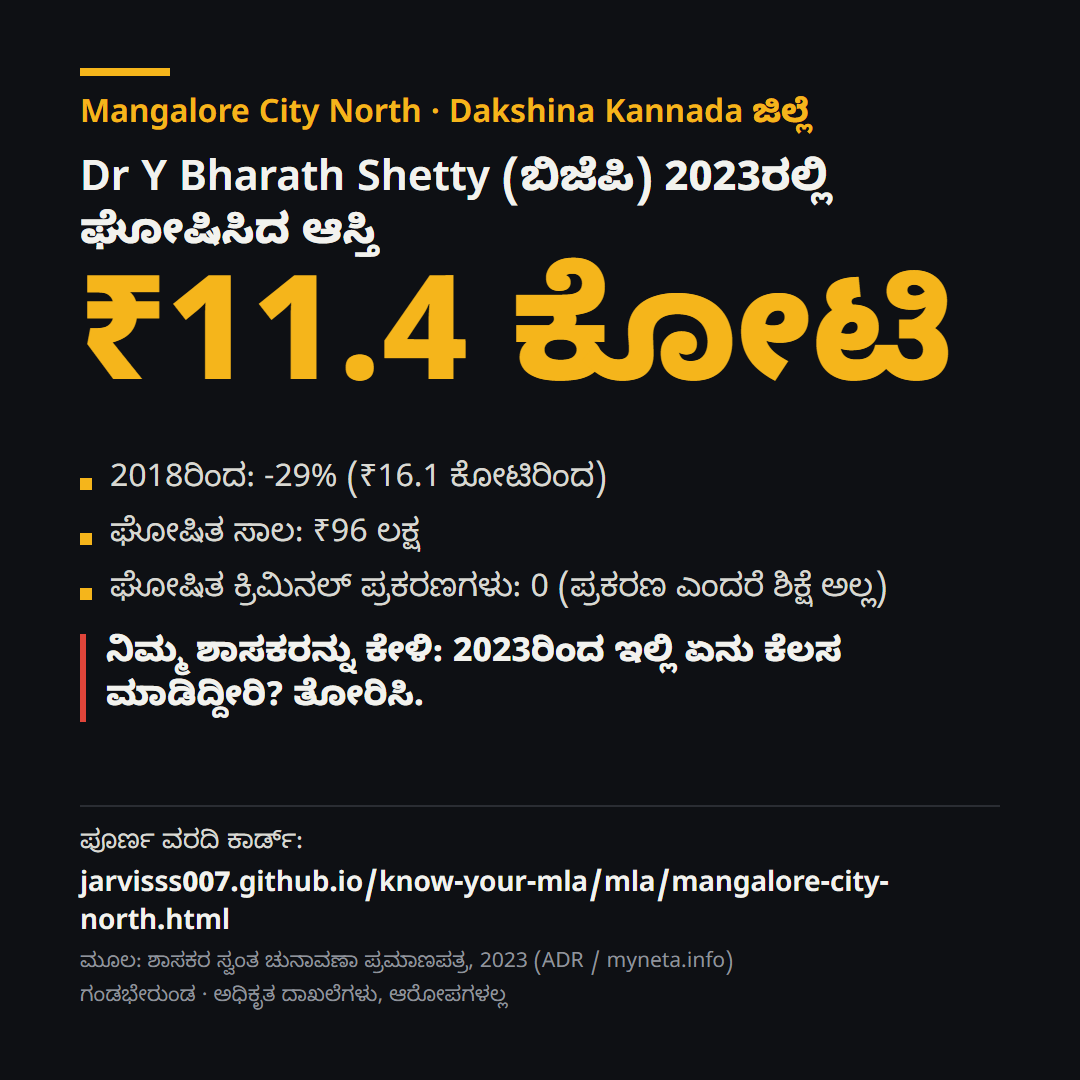 Mangalore City North · Dakshina Kannada ಜಿಲ್ಲೆ
Dr Y Bharath Shetty (ಬಿಜೆಪಿ) 2023ರಲ್ಲಿ
ಘೋಷಿಸಿದ ಆಸ್ತಿ
₹11.4 ಕೋಟಿ
2018ರಿಂದ: -29% (₹16.1 ಕೋಟಿರಿಂದ)
ಘೋಷಿತ ಸಾಲ: ₹96 ಲಕ್ಷ
ಘೋಷಿತ ಕ್ರಿಮಿನಲ್ ಪ್ರಕರಣಗಳು: 0 (ಪ್ರಕರಣ ಎಂದರೆ ಶಿಕ್ಷೆ ಅಲ್ಲ)
ನಿಮ್ಮ ಶಾಸಕರನ್ನು ಕೇಳಿ: 2023ರಿಂದ ಇಲ್ಲಿ ಏನು ಕೆಲಸ
ಮಾಡಿದ್ದೀರಿ? ತೋರಿಸಿ.
ಪೂರ್ಣ ವರದಿ ಕಾರ್ಡ್:
jarvisss007.github.io/know-your-mla/mla/mangalore-city-
north.html
ಮೂಲ: ಶಾಸಕರ ಸ್ವಂತ ಚುನಾವಣಾ ಪ್ರಮಾಣಪತ್ರ, 2023 (ADR / myneta.info)
ಗಂಡಭೇರುಂಡ · ಅಧಿಕೃತ ದಾಖಲೆಗಳು, ಆರೋಪಗಳಲ್ಲ